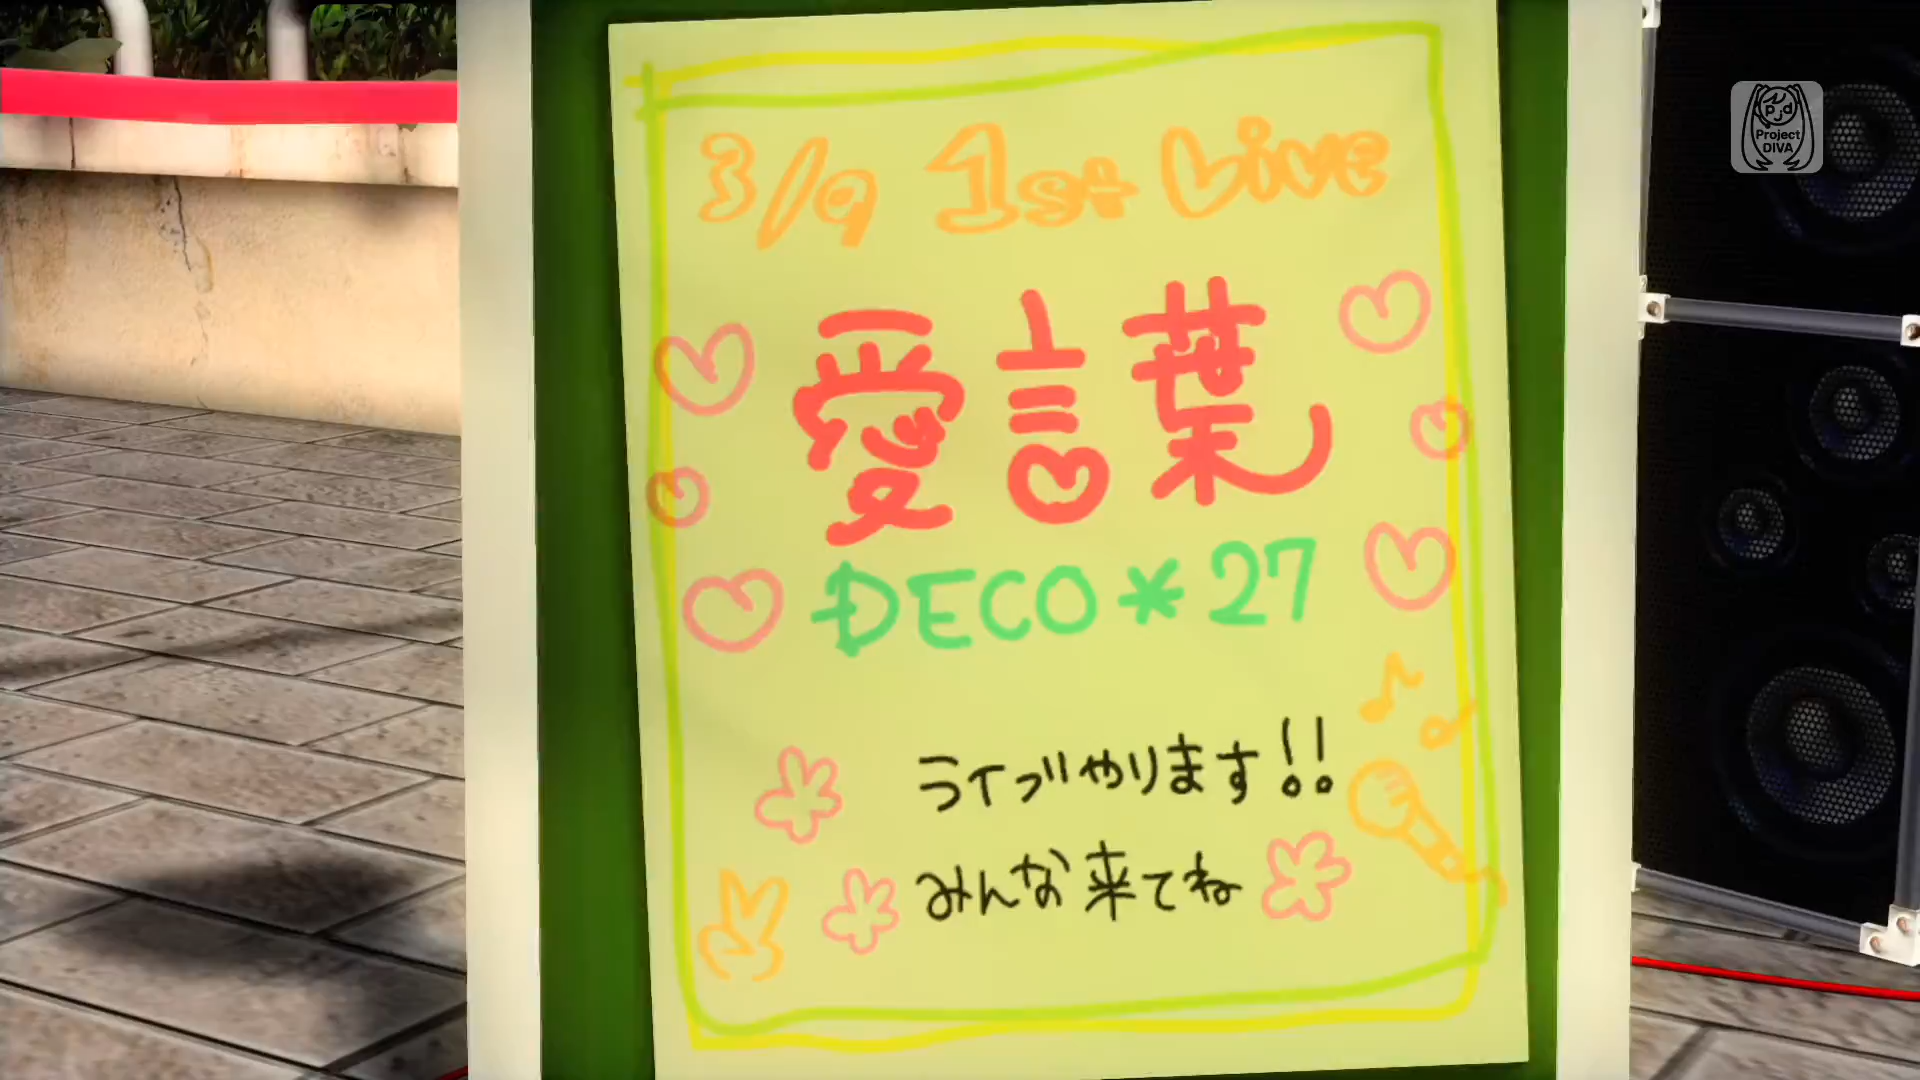 3/9 1st Live
愛言葉
DECO*27
ライブやります!!
みんな来てね
Pjd
Project
DIVA